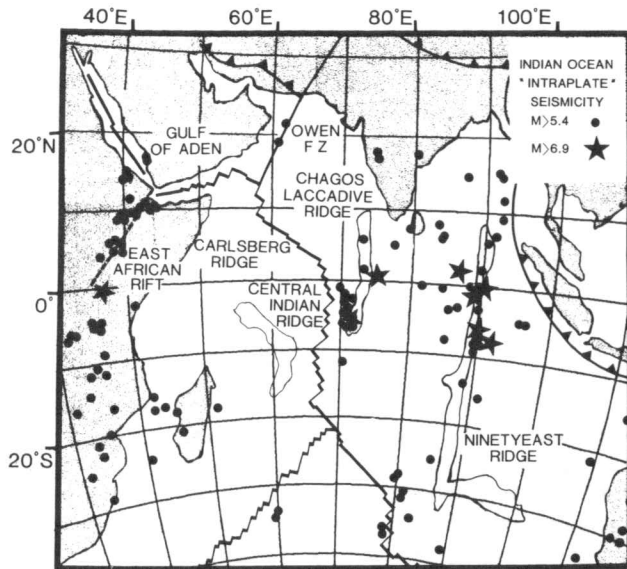 40°E
60°E
80°E
100°E
INDIAN OCEAN
"INTRAPLATE"
SEISMICITY
M>5.4
M>6.9
20°N
GULF
OF ADEN
OWEN
F Z
CHAGOS
LACCADIVE
RIDGE
EAST
AFRICAN
RIFT
CARLSBERG
RIDGE
0°
CENTRAL
INDIAN
RIDGE
20°S
NINETYEAST
RIDGE